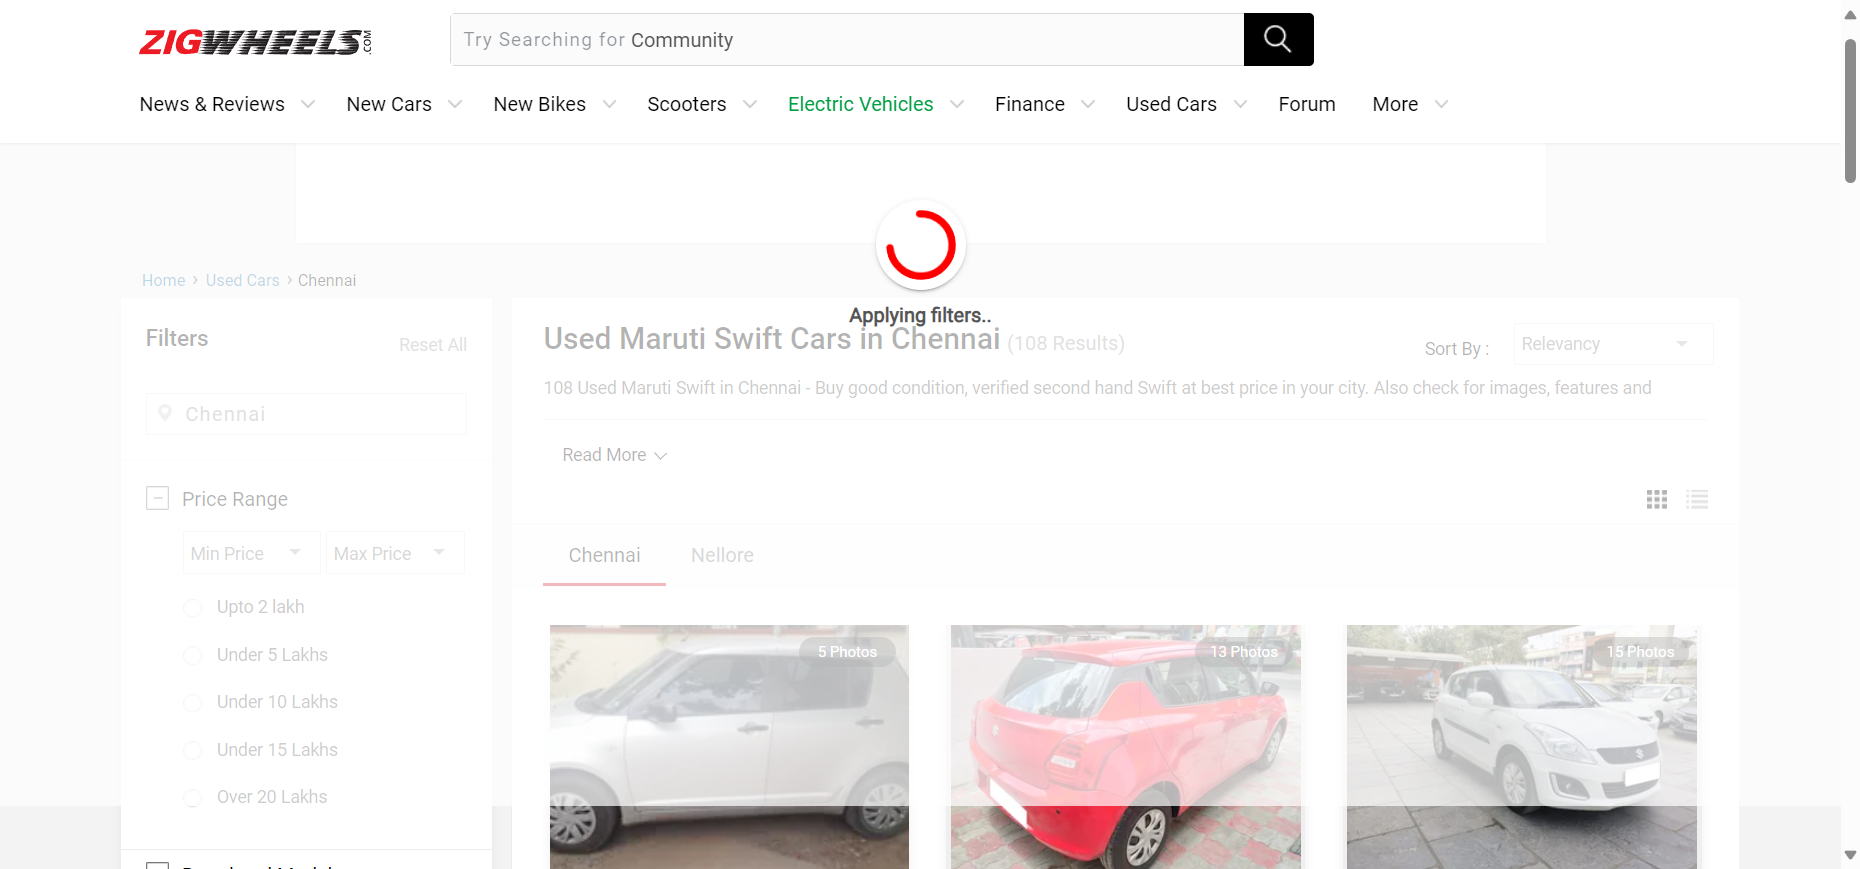 ZIGWHEELS.COM
Try Searching for Community
News & Reviews New Cars New Bikes Scooters Electric Vehicles Finance Used Cars Forum More
Applying filters..
Home › Used Cars › Chennai
Filters
Reset All
Chennai
Price Range
Min Price Max Price
Upto 2 lakh
Under 5 Lakhs
Under 10 Lakhs
Under 15 Lakhs
Over 20 Lakhs
Used Maruti Swift Cars in Chennai (108 Results)
Sort By : Relevancy
108 Used Maruti Swift in Chennai - Buy good condition, verified second hand Swift at best price in your city. Also check for images, features and
Read More
Chennai Nellore
5 Photos
13 Photos
15 Photos